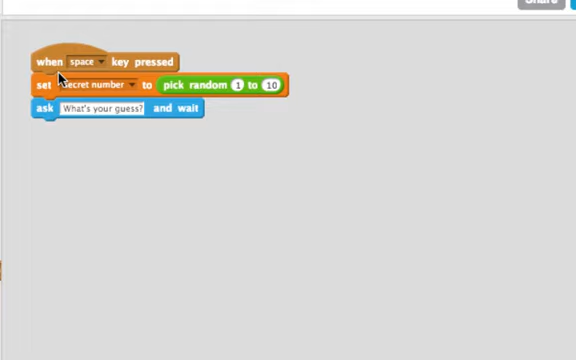 Share
when space key pressed
set secret number to pick random 1 to 10
ask What's your guess? and wait